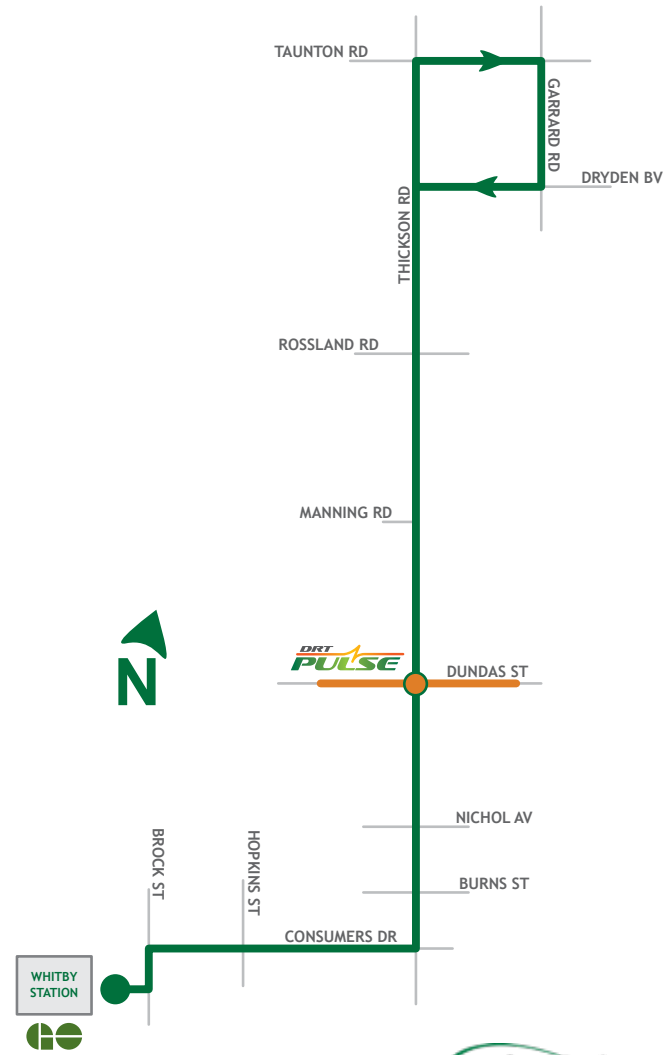 TAUNTON RD
GARRARD RD
DRYDEN BV
THICKSON RD
ROSSLAND RD
MANNING RD
N
DRT
PULSE
DUNDAS ST
NICHOL AV
BROCK ST
HOPKINS ST
BURNS ST
CONSUMERS DR
WHITBY
STATION
GO